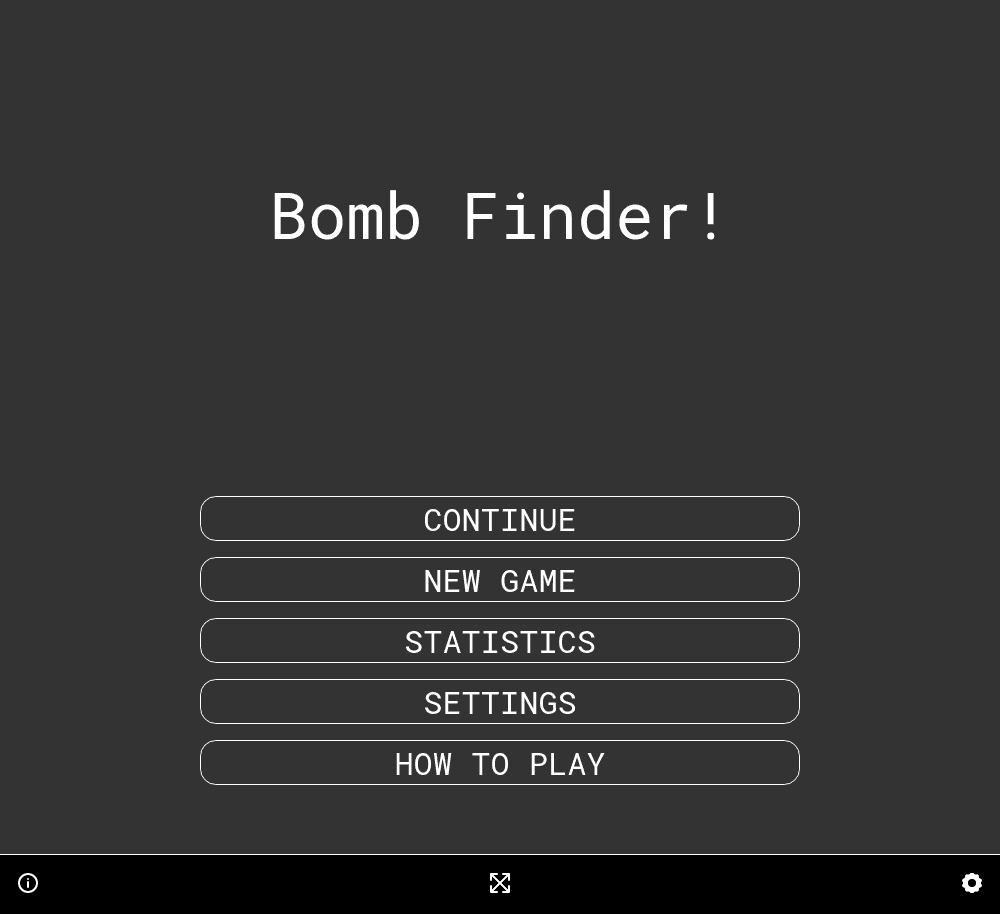 Bomb Finder!
CONTINUE
NEW GAME
STATISTICS
SETTINGS
HOW TO PLAY